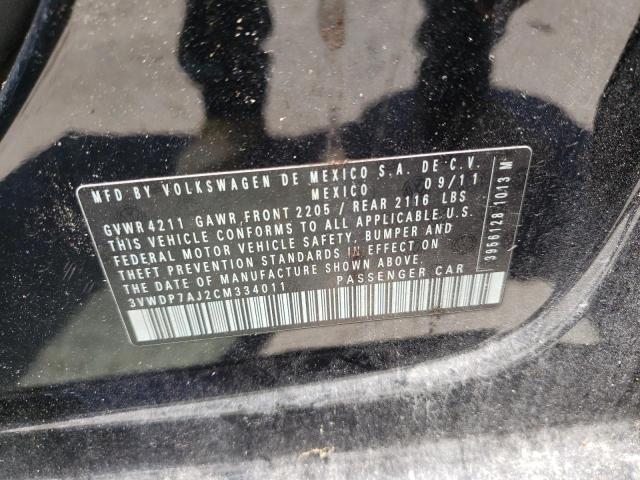 MFD BY VOLKSWAGEN DE MEXICO S.A. DE C.V.
MEXICO 09/11
GVWR 4211 GAWR FRONT 2205 / REAR 2116 LBS
THIS VEHICLE CONFORMS TO ALL APPLICABLE U.S.
FEDERAL MOTOR VEHICLE SAFETY, BUMPER AND
THEFT PREVENTION STANDARDS IN EFFECT ON
THE DATE OF MANUFACTURE SHOWN ABOVE.
3VWDP7AJ2CM334011 PASSENGER CAR
3956128 1013 M